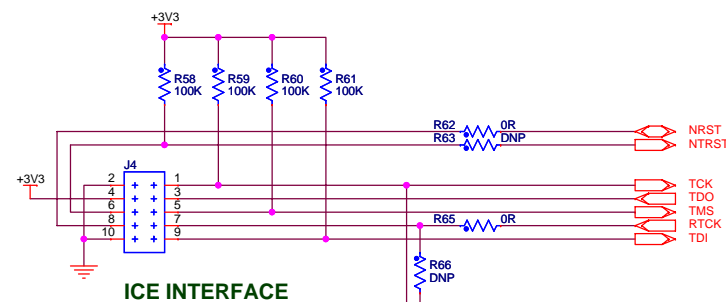 +3V3
R58
100K
R59
100K
R60
100K
R61
100K
R62 0R NRST
R63 DNP NTRST
J4
+3V3
2 1 TCK
4 3 TDO
6 5 TMS
8 7 R65 0R RTCK
10 9 TDI
R66
DNP
ICE INTERFACE